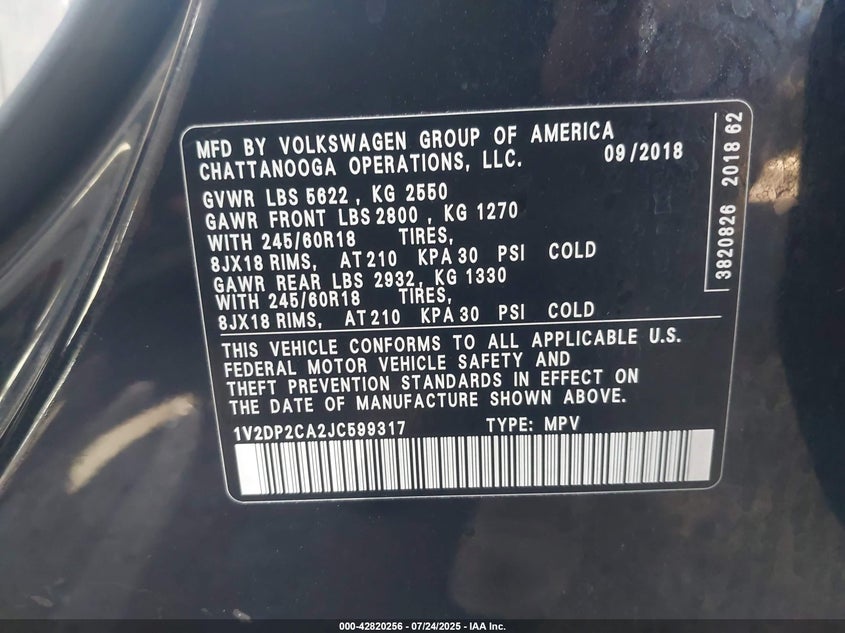 MFD BY VOLKSWAGEN GROUP OF AMERICA
CHATTANOOGA OPERATIONS, LLC. 09/2018
GVWR LBS 5622 , KG 2550
GAWR FRONT LBS 2800 , KG 1270
WITH 245/60R18 TIRES,
8JX18 RIMS, AT 210 KPA 30 PSI COLD
GAWR REAR LBS 2932 , KG 1330
WITH 245/60R18 TIRES,
8JX18 RIMS, AT 210 KPA 30 PSI COLD
THIS VEHICLE CONFORMS TO ALL APPLICABLE U.S.
FEDERAL MOTOR VEHICLE SAFETY AND
THEFT PREVENTION STANDARDS IN EFFECT ON
THE DATE OF MANUFACTURE SHOWN ABOVE.
1V2DP2CA2JC599317 TYPE: MPV
3820826 2018 62
000-42820256 - 07/24/2025 - IAA Inc.